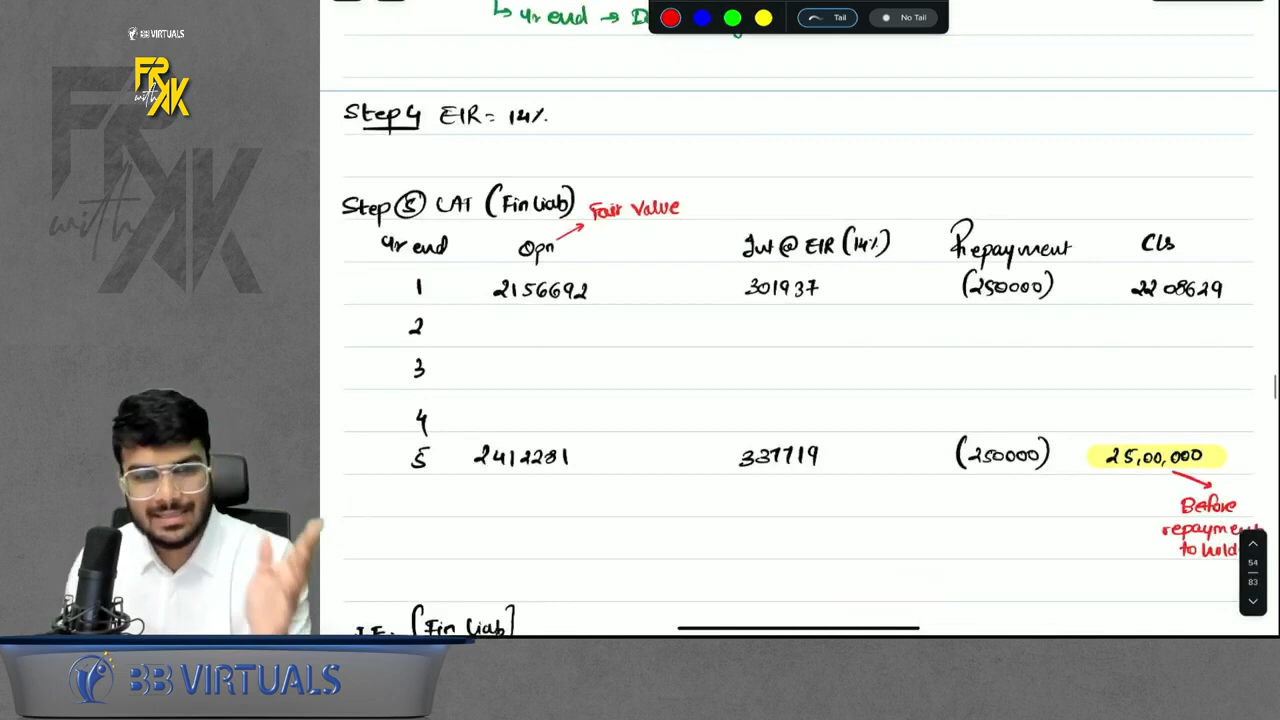 BB VIRTUALS
FR
with
AK
↳ yr end →
Tail
No Tail
Step 4 EIR = 14%.
Step ⑤ CAT (Fin Liab)
Fair Value
yr end Opn Int @ EIR (14%) Repayment Cls
1 2156692 301937 (250000) 2208629
2
3
4
5 2412281 337719 (250000) 25,00,000
Before
repayme
to hold
54
83
J.E. [Fin Liab]
BB VIRTUALS